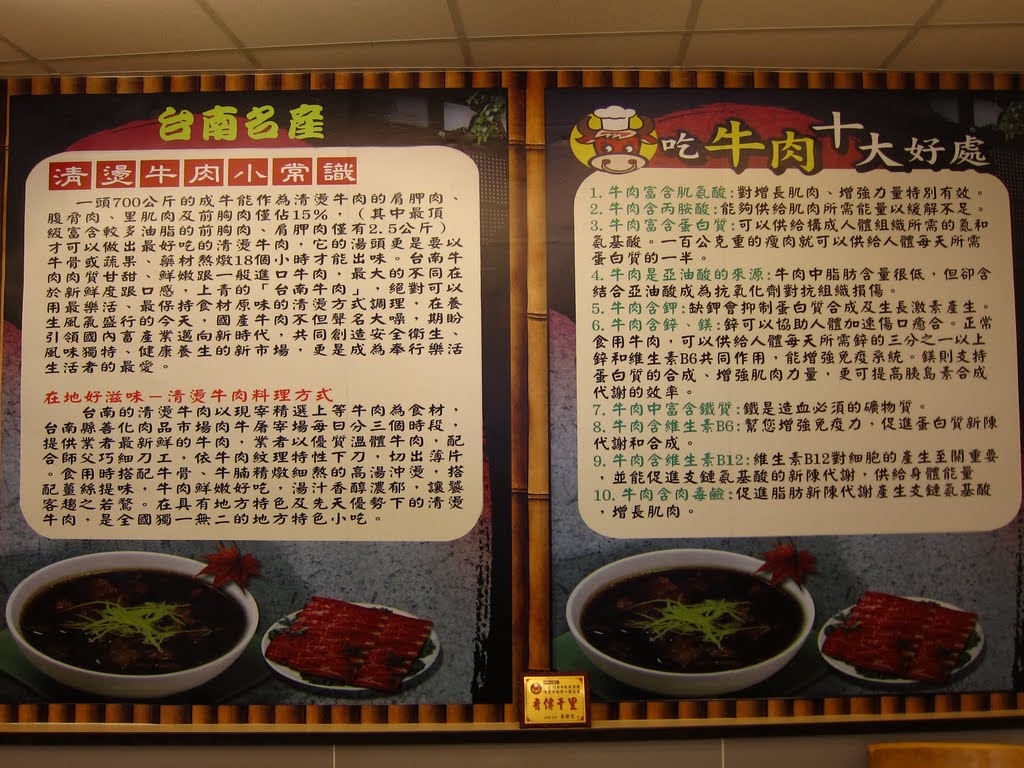 台南名產
清燙牛肉小常識
一頭700公斤的成牛能作為清燙牛肉的肩胛肉、
腹脅肉、里肌肉及前胸肉僅佔15%，（其中最頂
級富含較多油脂的前胸肉、肩胛肉僅有2.5公斤）
才可以做出最好吃的清燙牛肉，它的湯頭更是要以
牛骨或蔬果、藥材熬燉18個小時才能出味。台南牛
肉肉質甘甜、鮮嫩跟一般進口牛肉，最大的不同在
於新鮮度跟口感，上青的「台南牛肉」，絕對可以
用最樂活、最保持食材原味的清燙方式調理，在養
生風氣盛行的今天，國產牛肉不但聲名大噪，期盼
引領國內畜產業邁向新時代，共同創造安全衛生、
風味獨特、健康養生的新市場，更是成為奉行樂活
生活者的最愛。
在地好滋味－清燙牛肉料理方式
台南的清燙牛肉以現宰精選上等牛肉為食材，
台南縣善化肉品市場肉牛屠宰場每日分三個時段，
提供業者最新鮮的牛肉，業者以優質溫體牛肉，配
合師父巧細刀工，依牛肉紋理特性下刀，切出薄片
。食用時搭配牛骨、牛腩精燉細熬的高湯沖燙，搭
配薑絲提味，牛肉鮮嫩好吃，湯汁香醇濃郁，讓饕
客趨之若鶩。在具有地方特色及先天優勢下的清燙
牛肉，是全國獨一無二的地方特色小吃。
吃牛肉十大好處
1. 牛肉富含肌氨酸:對增長肌肉、增強力量特別有效。
2. 牛肉含丙胺酸:能夠供給肌肉所需能量以緩解不足。
3. 牛肉富含蛋白質:可以供給構成人體組織所需的氮和
氨基酸。一百公克重的瘦肉就可以供給人體每天所需
蛋白質的一半。
4. 牛肉是亞油酸的來源:牛肉中脂肪含量很低，但卻含
結合亞油酸成為抗氧化劑對抗組織損傷。
5. 牛肉含鉀:缺鉀會抑制蛋白質合成及生長激素產生。
6. 牛肉含鋅、鎂:鋅可以協助人體加速傷口癒合。正常
食用牛肉，可以供給人體每天所需鋅的三分之一以上
鋅和維生素B6共同作用，能增強免疫系統。鎂則支持
蛋白質的合成、增強肌肉力量，更可提高胰島素合成
代謝的效率。
7. 牛肉中富含鐵質:鐵是造血必須的礦物質。
8. 牛肉含維生素B6:幫您增強免疫力，促進蛋白質新陳
代謝和合成。
9. 牛肉含維生素B12:維生素B12對細胞的產生至關重要
，並能促進支鏈氨基酸的新陳代謝，供給身體能量
10. 牛肉含肉毒鹼:促進脂肪新陳代謝產生支鏈氨基酸
，增長肌肉。
香傳千里